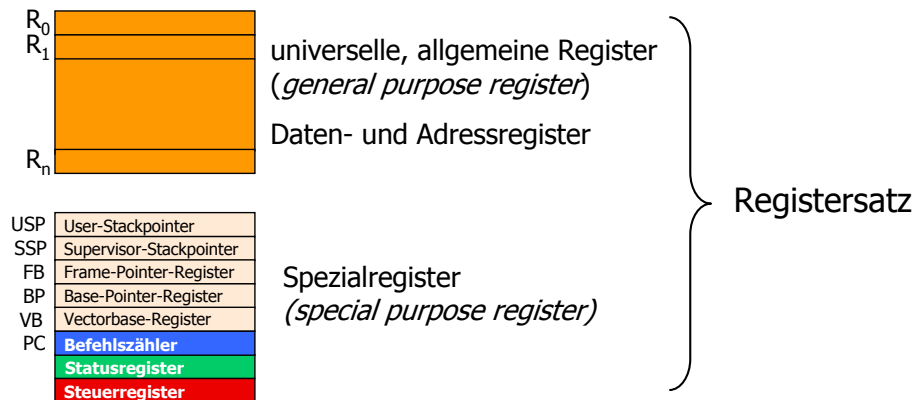 R0
R1
Rn
universelle, allgemeine Register
(general purpose register)
Daten- und Adressregister
USP User-Stackpointer
SSP Supervisor-Stackpointer
FB Frame-Pointer-Register
BP Base-Pointer-Register
VB Vectorbase-Register
PC Befehlszähler
Statusregister
Steuerregister
Spezialregister
(special purpose register)
Registersatz